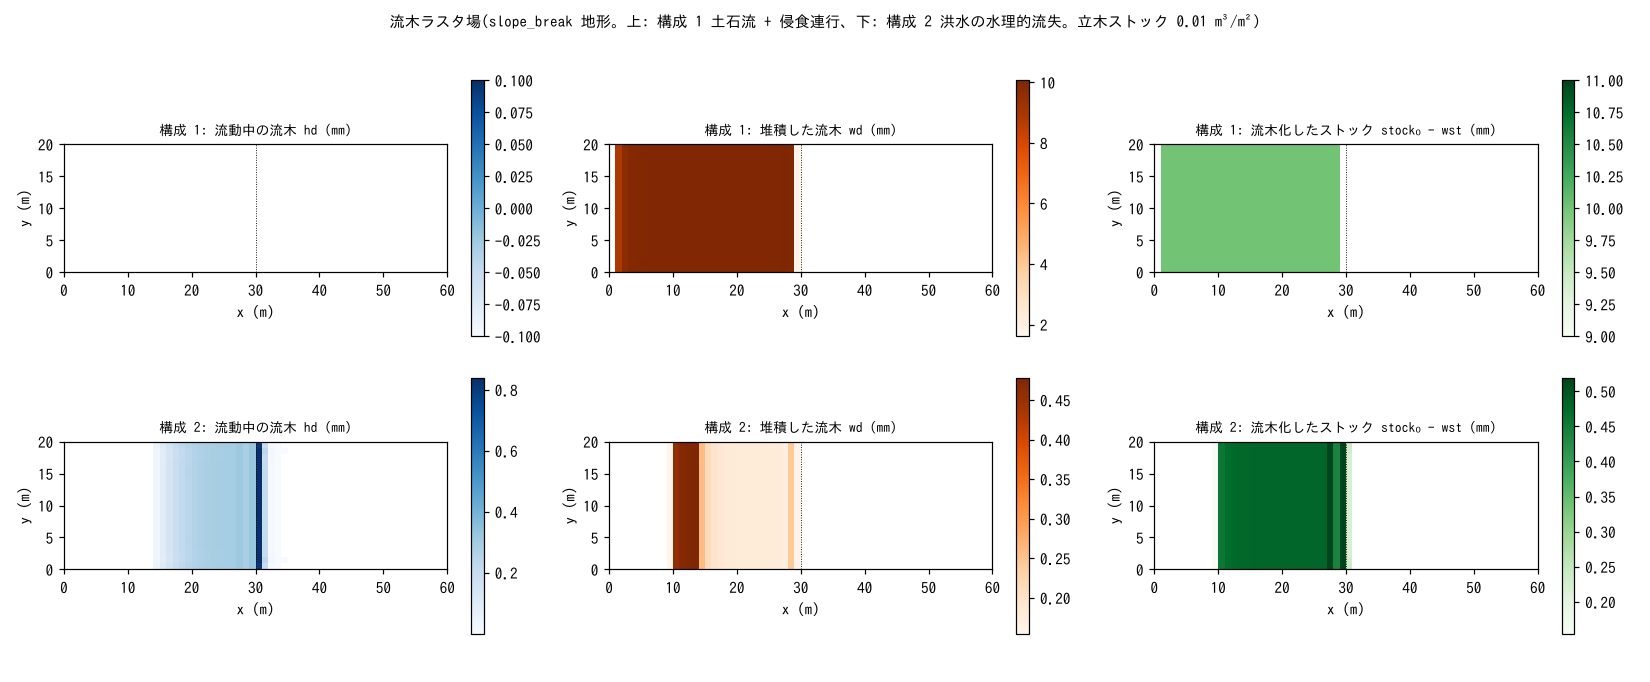 流木ラスタ場(slope_break 地形。上: 構成 1 土石流 + 侵食連行、下: 構成 2 洪水の水理的流失。立木ストック 0.01 m³/m²)
構成 1: 流動中の流木 hd (mm)
20
15
10
5
0
y (m)
0 10 20 30 40 50 60
x (m)
0.100
0.075
0.050
0.025
0.000
−0.025
−0.050
−0.075
−0.100
構成 1: 堆積した流木 wd (mm)
20
15
10
5
0
y (m)
0 10 20 30 40 50 60
x (m)
10
8
6
4
2
構成 1: 流木化したストック stock₀ - wst (mm)
20
15
10
5
0
y (m)
0 10 20 30 40 50 60
x (m)
11.00
10.75
10.50
10.25
10.00
9.75
9.50
9.25
9.00
構成 2: 流動中の流木 hd (mm)
20
15
10
5
0
y (m)
0 10 20 30 40 50 60
x (m)
0.8
0.6
0.4
0.2
構成 2: 堆積した流木 wd (mm)
20
15
10
5
0
y (m)
0 10 20 30 40 50 60
x (m)
0.45
0.40
0.35
0.30
0.25
0.20
構成 2: 流木化したストック stock₀ - wst (mm)
20
15
10
5
0
y (m)
0 10 20 30 40 50 60
x (m)
0.50
0.45
0.40
0.35
0.30
0.25
0.20